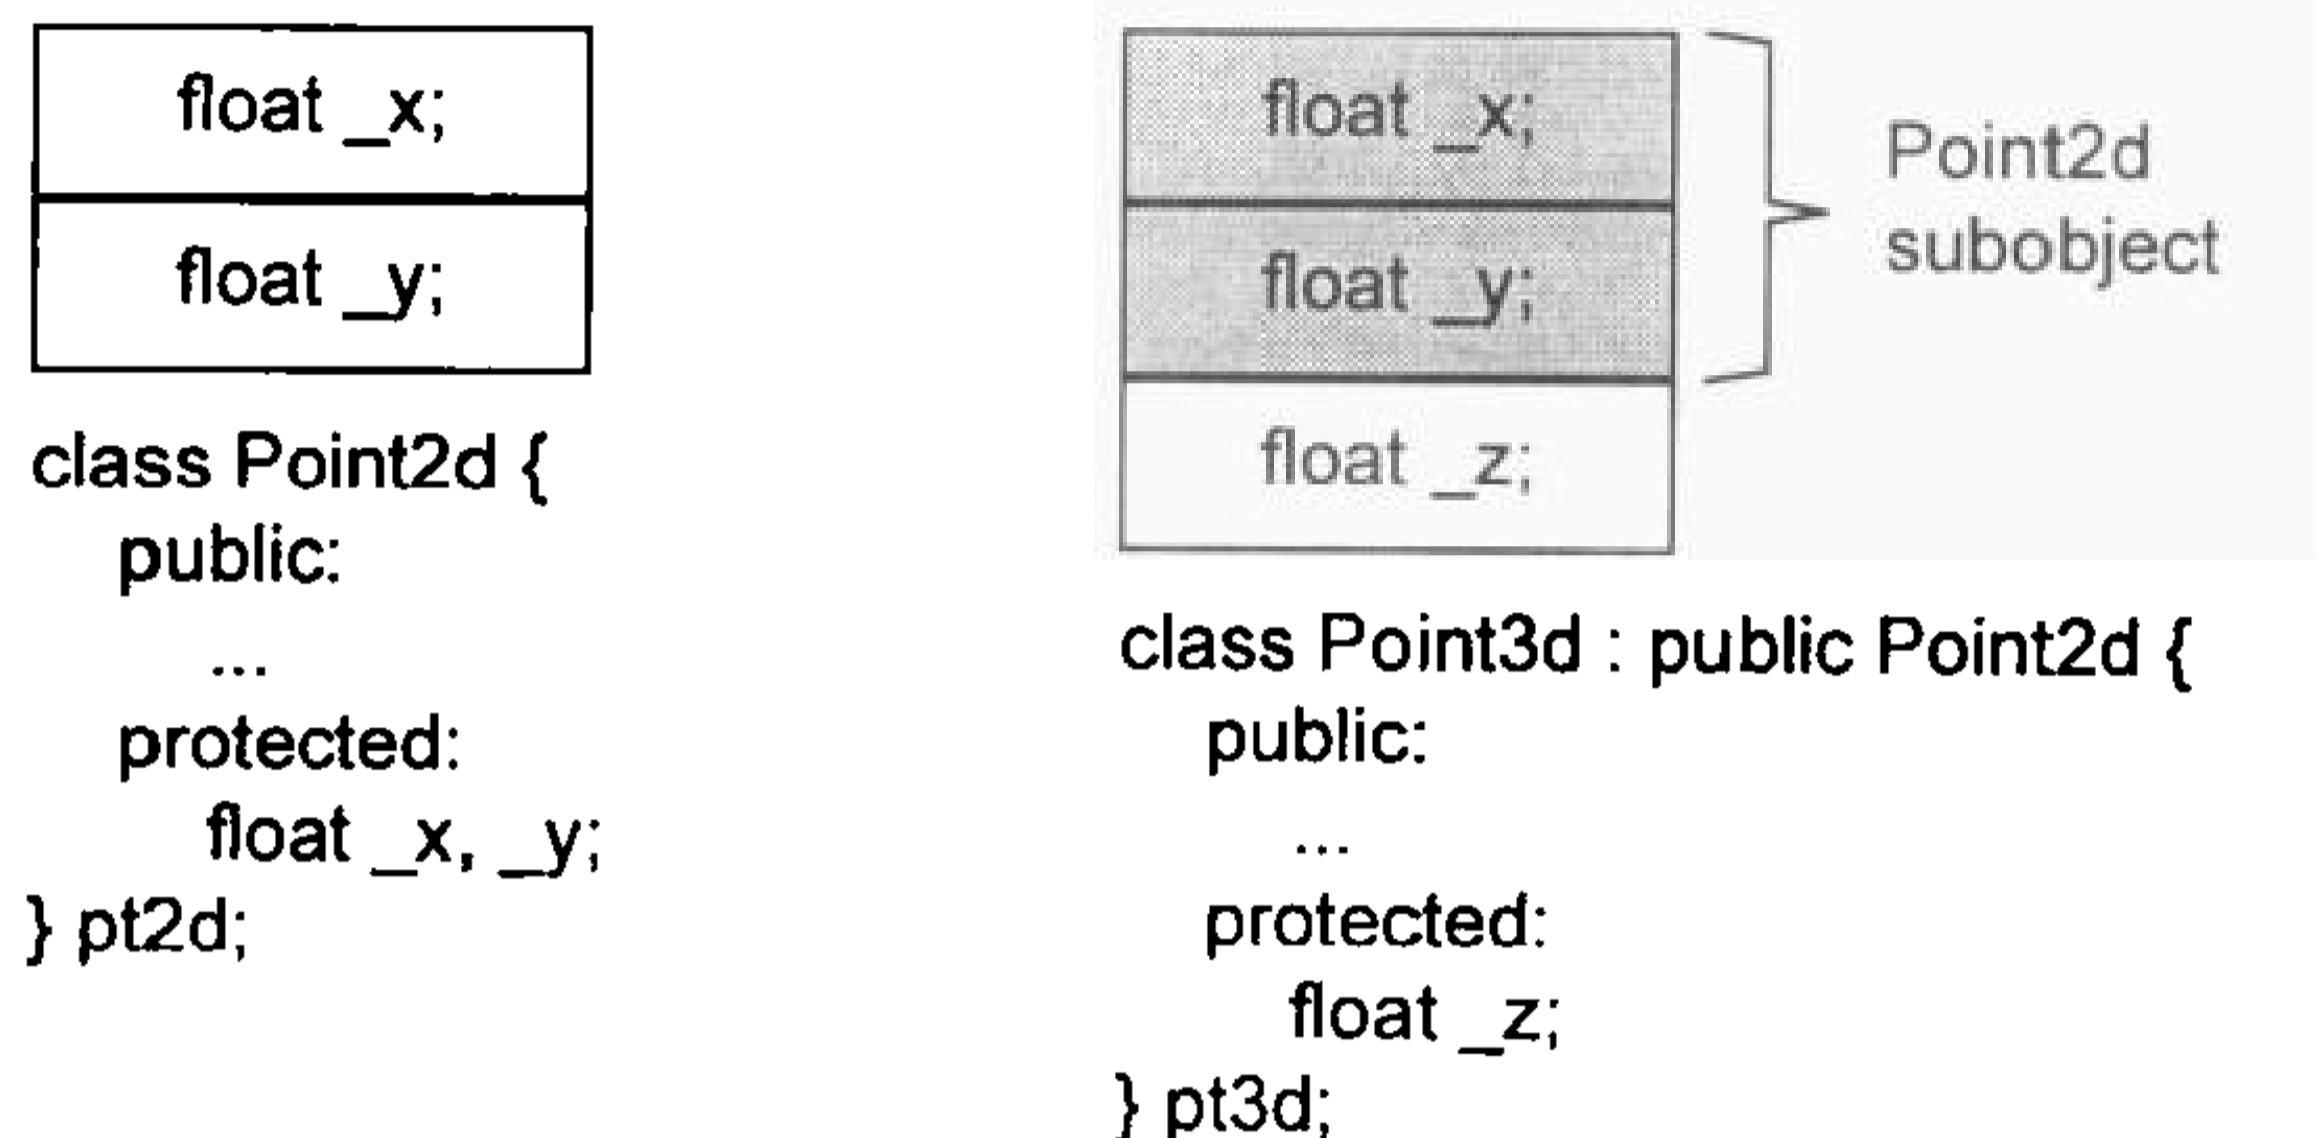 float _x;
float _y;
class Point2d {
public:
...
protected:
float _x, _y;
} pt2d;
float _x;
float _y;
float _z;
Point2d
subobject
class Point3d : public Point2d {
public:
...
protected:
float _z;
} pt3d;